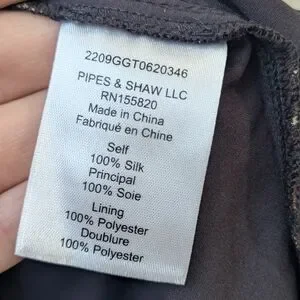 2209GGT0620346
PIPES & SHAW LLC
RN155820
Made in China
Fabriqué en Chine
Self
100% Silk
Principal
100% Soie
Lining
100% Polyester
Doublure
100% Polyester